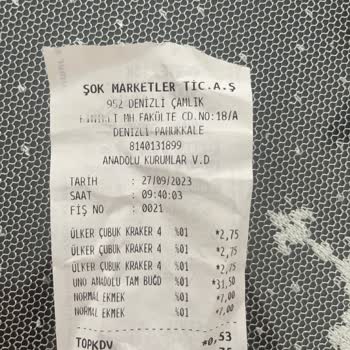 ŞOK MARKETLER TİC.A.Ş
952 DENİZLİ ÇAMLIK
MH FAKÜLTE CD.NO:18/A
DENİZLİ PAMUKKALE
8140131899
ANADOLU KURUMLAR V.D
TARİH : 27/09/2023
SAAT : 09:40:03
FİŞ NO : 0021
ÜLKER ÇUBUK KRAKER 4 %01 *2,75
ÜLKER ÇUBUK KRAKER 4 %01 *2,75
ÜLKER ÇUBUK KRAKER 4 %01 *2,75
UNO ANADOLU TAM BUĞD %01 *31,50
NORMAL EKMEK %01 *7,00
NORMAL EKMEK %01 *7,00
TOPKDV *0,53